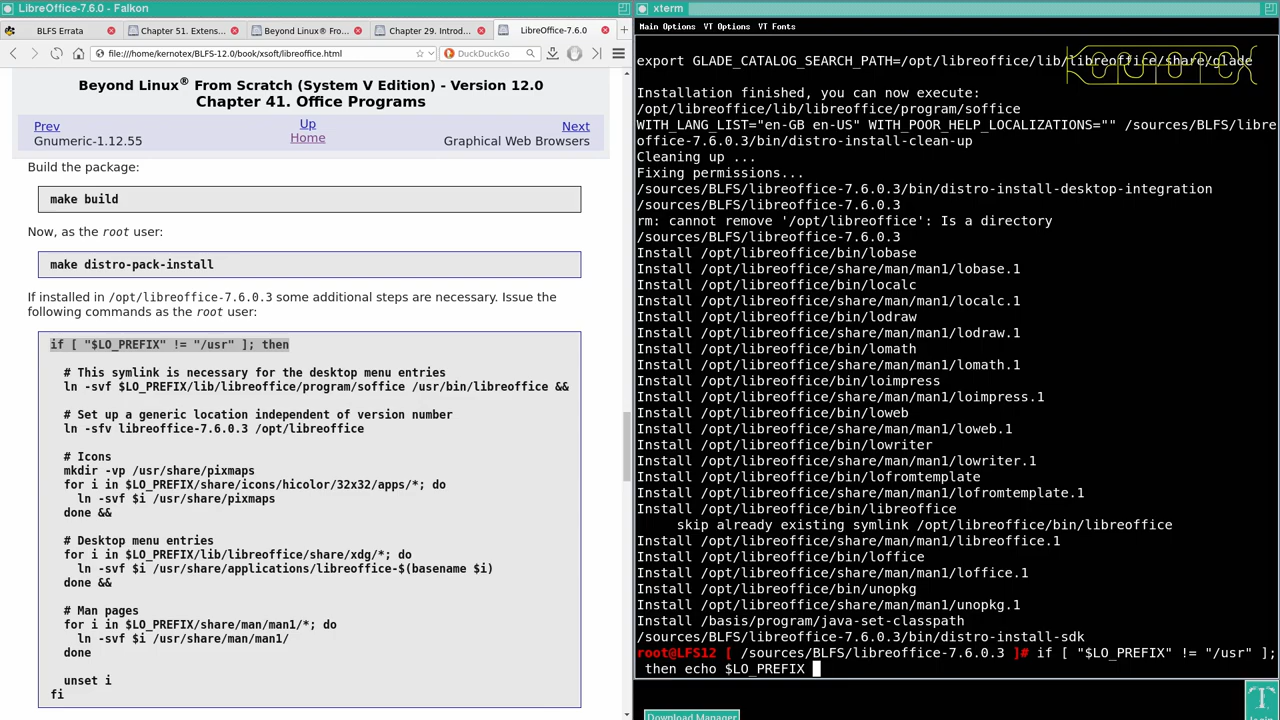 LibreOffice-7.6.0 - Falkon
BLFS Errata
Chapter 51. Extens...
Beyond Linux® Fro...
Chapter 29. Introd...
LibreOffice-7.6.0
file:///home/kernotex/BLFS-12.0/book/xsoft/libreoffice.html
DuckDuckGo
Beyond Linux® From Scratch (System V Edition) - Version 12.0
Chapter 41. Office Programs
Prev
Up
Next
Gnumeric-1.12.55
Home
Graphical Web Browsers
Build the package:
make build
Now, as the root user:
make distro-pack-install
If installed in /opt/libreoffice-7.6.0.3 some additional steps are necessary. Issue the
following commands as the root user:
if [ "$LO_PREFIX" != "/usr" ]; then
# This symlink is necessary for the desktop menu entries
ln -svf $LO_PREFIX/lib/libreoffice/program/soffice /usr/bin/libreoffice &&
# Set up a generic location independent of version number
ln -sfv libreoffice-7.6.0.3 /opt/libreoffice
# Icons
mkdir -vp /usr/share/pixmaps
for i in $LO_PREFIX/share/icons/hicolor/32x32/apps/*; do
ln -svf $i /usr/share/pixmaps
done &&
# Desktop menu entries
for i in $LO_PREFIX/lib/libreoffice/share/xdg/*; do
ln -svf $i /usr/share/applications/libreoffice-$(basename $i)
done &&
# Man pages
for i in $LO_PREFIX/share/man/man1/*; do
ln -svf $i /usr/share/man/man1/
done
unset i
fi
xterm
Main Options VT Options VT Fonts
export GLADE_CATALOG_SEARCH_PATH=/opt/libreoffice/lib/libreoffice/share/glade
Installation finished, you can now execute:
/opt/libreoffice/lib/libreoffice/program/soffice
WITH_LANG_LIST="en-GB en-US" WITH_POOR_HELP_LOCALIZATIONS="" /sources/BLFS/libre
office-7.6.0.3/bin/distro-install-clean-up
Cleaning up ...
Fixing permissions...
/sources/BLFS/libreoffice-7.6.0.3/bin/distro-install-desktop-integration
/sources/BLFS/libreoffice-7.6.0.3
rm: cannot remove '/opt/libreoffice': Is a directory
/sources/BLFS/libreoffice-7.6.0.3
Install /opt/libreoffice/bin/lobase
Install /opt/libreoffice/share/man/man1/lobase.1
Install /opt/libreoffice/bin/localc
Install /opt/libreoffice/share/man/man1/localc.1
Install /opt/libreoffice/bin/lodraw
Install /opt/libreoffice/share/man/man1/lodraw.1
Install /opt/libreoffice/bin/lomath
Install /opt/libreoffice/share/man/man1/lomath.1
Install /opt/libreoffice/bin/loimpress
Install /opt/libreoffice/share/man/man1/loimpress.1
Install /opt/libreoffice/bin/loweb
Install /opt/libreoffice/share/man/man1/loweb.1
Install /opt/libreoffice/bin/lowriter
Install /opt/libreoffice/share/man/man1/lowriter.1
Install /opt/libreoffice/bin/lofromtemplate
Install /opt/libreoffice/share/man/man1/lofromtemplate.1
Install /opt/libreoffice/bin/libreoffice
skip already existing symlink /opt/libreoffice/bin/libreoffice
Install /opt/libreoffice/share/man/man1/libreoffice.1
Install /opt/libreoffice/bin/loffice
Install /opt/libreoffice/share/man/man1/loffice.1
Install /opt/libreoffice/bin/unopkg
Install /opt/libreoffice/share/man/man1/unopkg.1
Install /basis/program/java-set-classpath
/sources/BLFS/libreoffice-7.6.0.3/bin/distro-install-sdk
root@LFS12 [ /sources/BLFS/libreoffice-7.6.0.3 ]# if [ "$LO_PREFIX" != "/usr" ];
then echo $LO_PREFIX
Download Manager